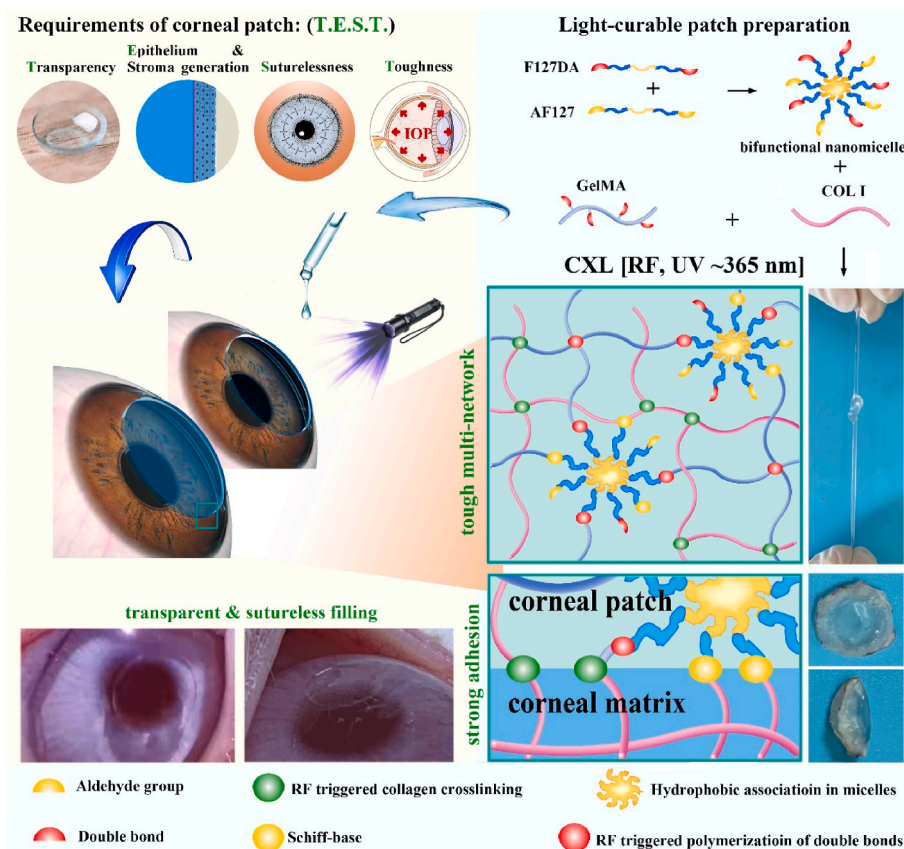 Requirements of corneal patch: (T.E.S.T.)
Transparency
Epithelium &
Stroma generation
Suturelessness
Toughness
IOP
Light-curable patch preparation
F127DA
+
AF127
bifunctional nanomicelle
+
GelMA
+
COL I
CXL [RF, UV ~365 nm]
tough multi-network
transparent & sutureless filling
strong adhesion
corneal patch
corneal matrix
Aldehyde group
RF triggered collagen crosslinking
Hydrophobic associatioin in micelles
Double bond
Schiff-base
RF triggered polymerizatioin of double bonds